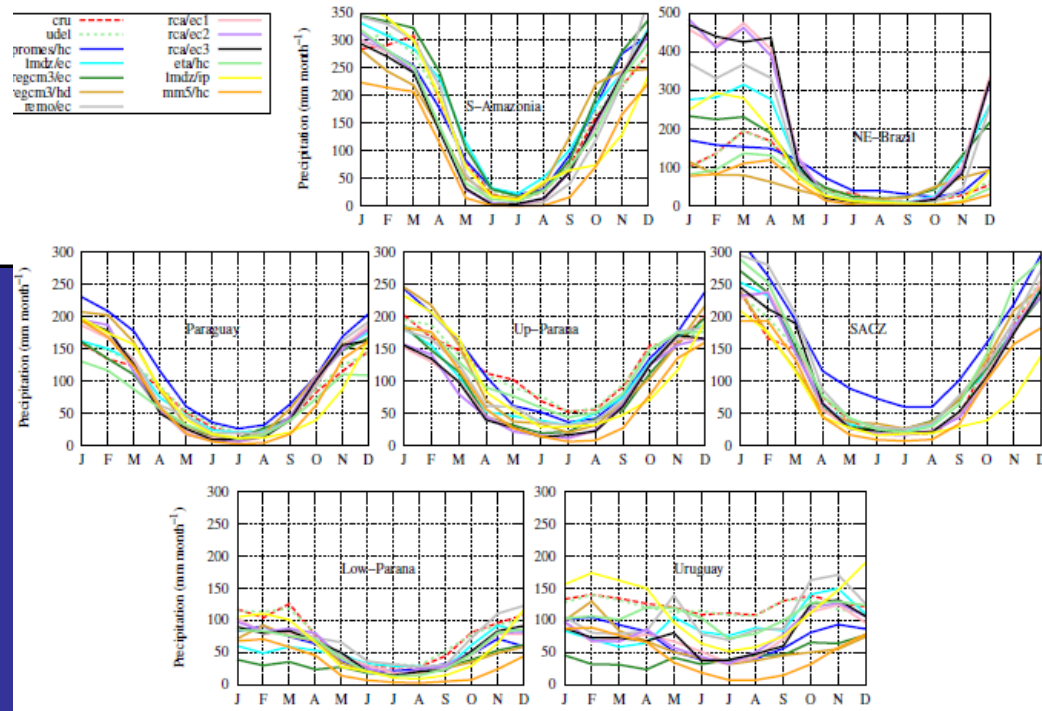 cru
udel
promes/hc
lmdz/ec
regcm3/ec
regcm3/hd
remo/ec
rca/ec1
rca/ec2
rca/ec3
eta/hc
lmdz/ip
mm5/hc
Precipitation (mm month⁻¹)
350
300
250
200
150
100
50
0
S-Amazonia
J F M A M J J A S O N D
500
400
300
200
100
0
NE-Brazil
J F M A M J J A S O N D
Precipitation (mm month⁻¹)
300
250
200
150
100
50
0
Paraguay
J F M A M J J A S O N D
300
250
200
150
100
50
0
Up-Parana
J F M A M J J A S O N D
300
250
200
150
100
50
0
SACZ
J F M A M J J A S O N D
Precipitation (mm month⁻¹)
300
250
200
150
100
50
0
Low-Parana
J F M A M J J A S O N D
300
250
200
150
100
50
0
Uruguay
J F M A M J J A S O N D